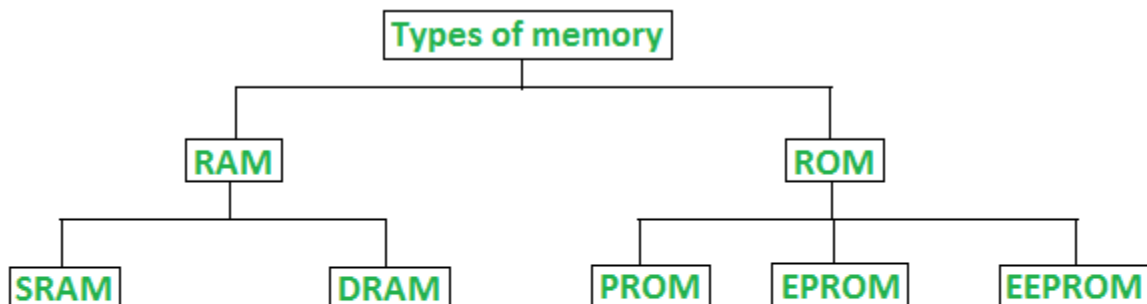 Types of memory
RAM
ROM
SRAM
DRAM
PROM
EPROM
EEPROM